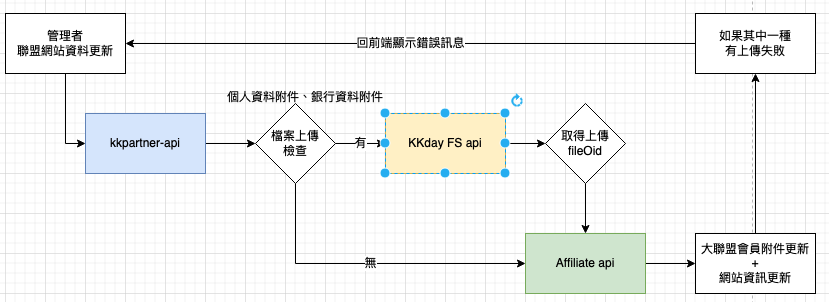 管理者
聯盟網站資料更新
回前端顯示錯誤訊息
如果其中一種
有上傳失敗
個人資料附件、銀行資料附件
kkpartner-api
檔案上傳
檢查
有
KKday FS api
取得上傳
fileOid
無
Affiliate api
大聯盟會員附件更新
+
網站資訊更新